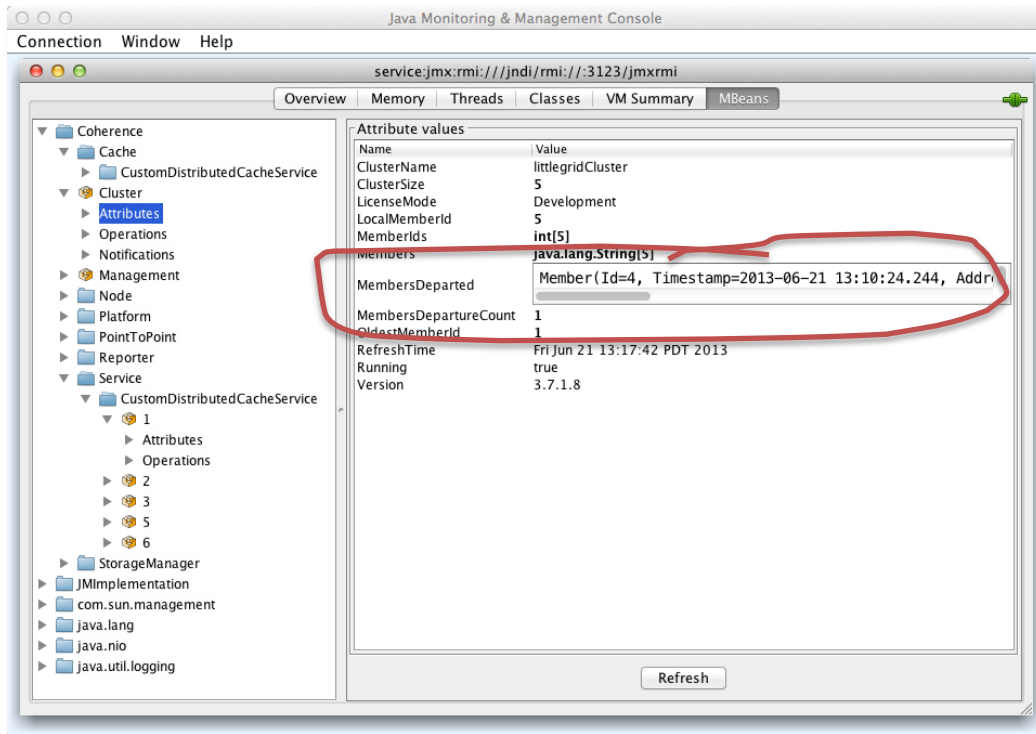 Java Monitoring & Management Console
Connection Window Help
service:jmx:rmi:///jndi/rmi://:3123/jmxrmi
Overview Memory Threads Classes VM Summary MBeans
Coherence
Cache
CustomDistributedCacheService
Cluster
Attributes
Operations
Notifications
Management
Node
Platform
PointToPoint
Reporter
Service
CustomDistributedCacheService
1
Attributes
Operations
2
3
5
6
StorageManager
JMImplementation
com.sun.management
java.lang
java.nio
java.util.logging
Attribute values
Name Value
ClusterName littlegridCluster
ClusterSize 5
LicenseMode Development
LocalMemberId 5
MemberIds int[5]
Members java.lang.String[5]
MembersDeparted Member(Id=4, Timestamp=2013-06-21 13:10:24.244, Addre
MembersDepartureCount 1
OldestMemberId 1
RefreshTime Fri Jun 21 13:17:42 PDT 2013
Running true
Version 3.7.1.8
Refresh